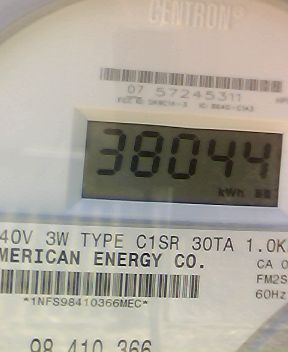 CENTRON®
07 57245311
38044
kWh
40V 3W TYPE C1SR 30TA 1.0K
MERICAN ENERGY CO.
CA 0
FM2S
60Hz
*1NFS98410366MEC*
98 410 366